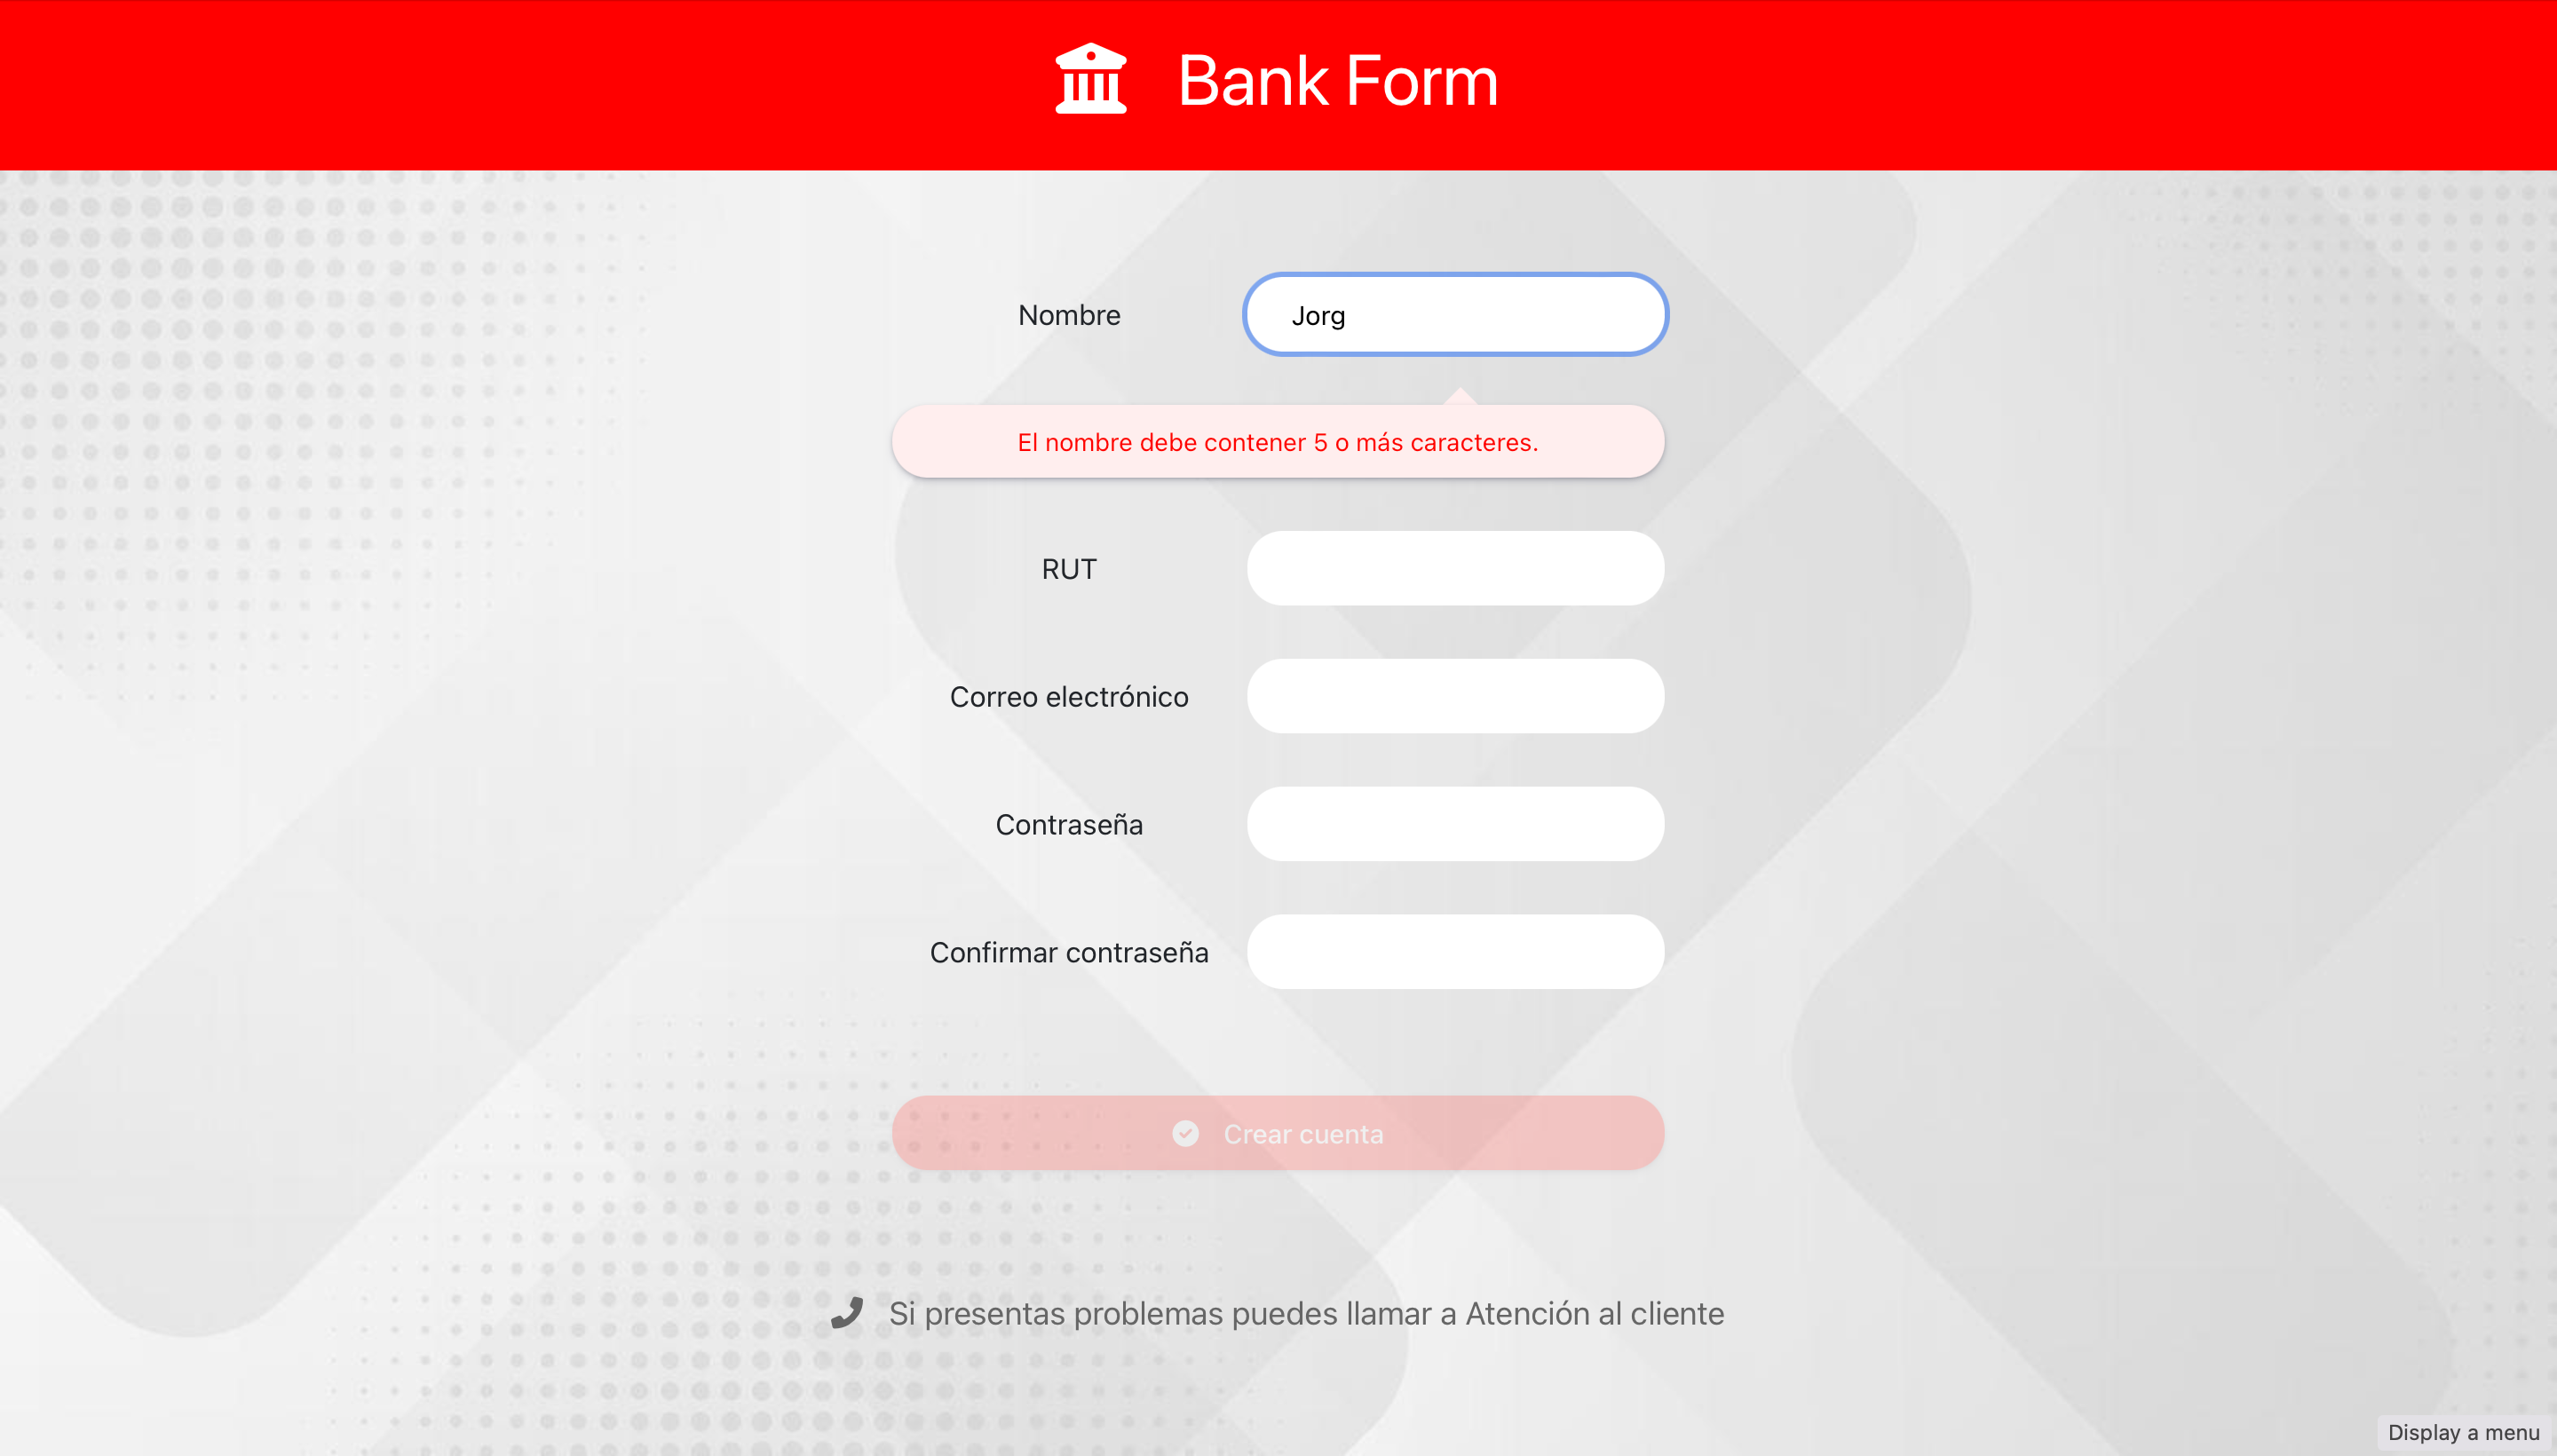 Bank Form
Nombre
Jorg
El nombre debe contener 5 o más caracteres.
RUT
Correo electrónico
Contraseña
Confirmar contraseña
Crear cuenta
Si presentas problemas puedes llamar a Atención al cliente
Display a menu